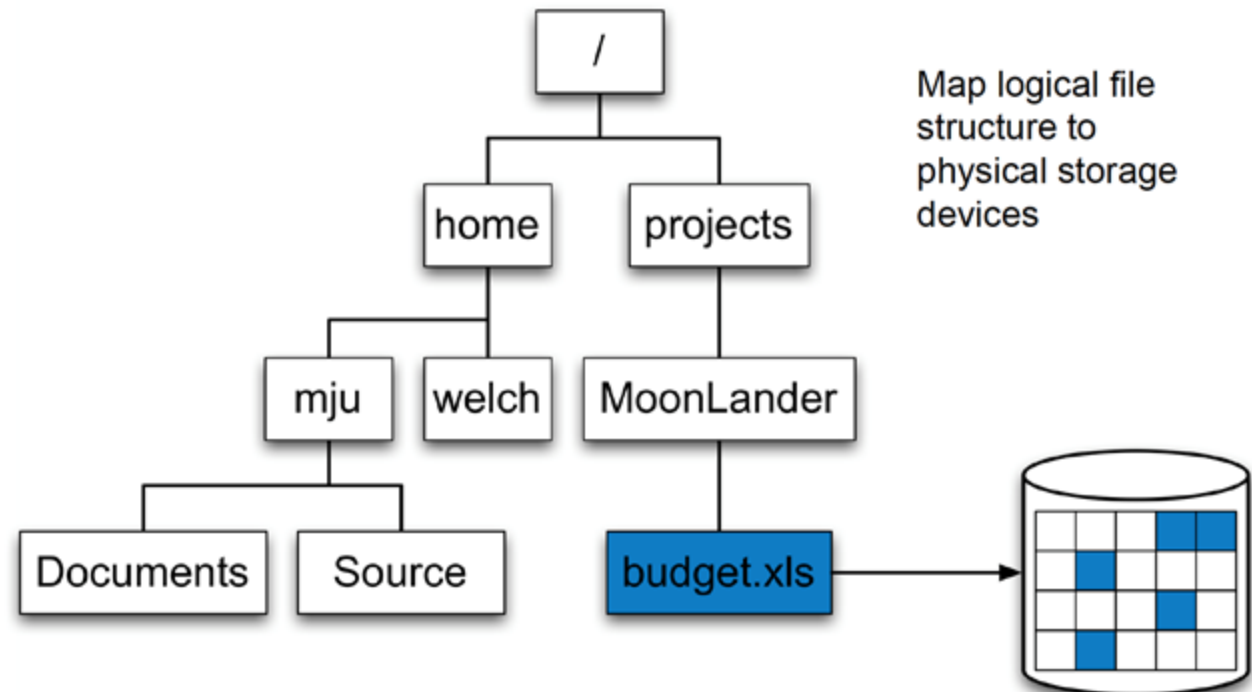 /
Map logical file
structure to
physical storage
devices
home
projects
mju
welch
MoonLander
Documents
Source
budget.xls